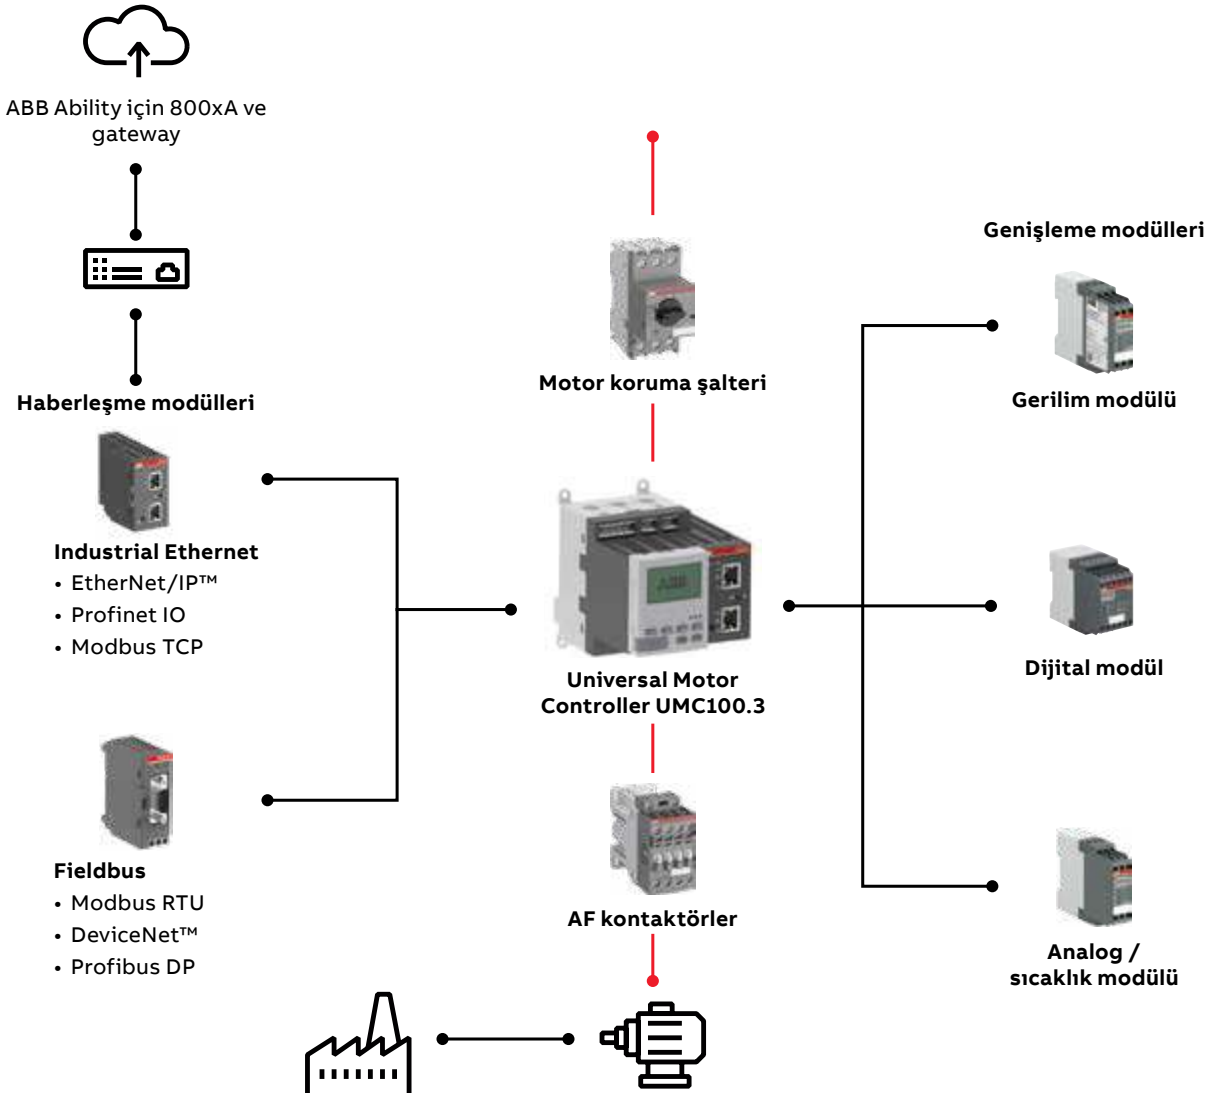 ABB Ability için 800xA ve
gateway
Haberleşme modülleri
Industrial Ethernet
• EtherNet/IP™
• Profinet IO
• Modbus TCP
Fieldbus
• Modbus RTU
• DeviceNet™
• Profibus DP
Motor koruma şalteri
ABB
Universal Motor
Controller UMC100.3
AF kontaktörler
Genişleme modülleri
Gerilim modülü
Dijital modül
Analog /
sıcaklık modülü